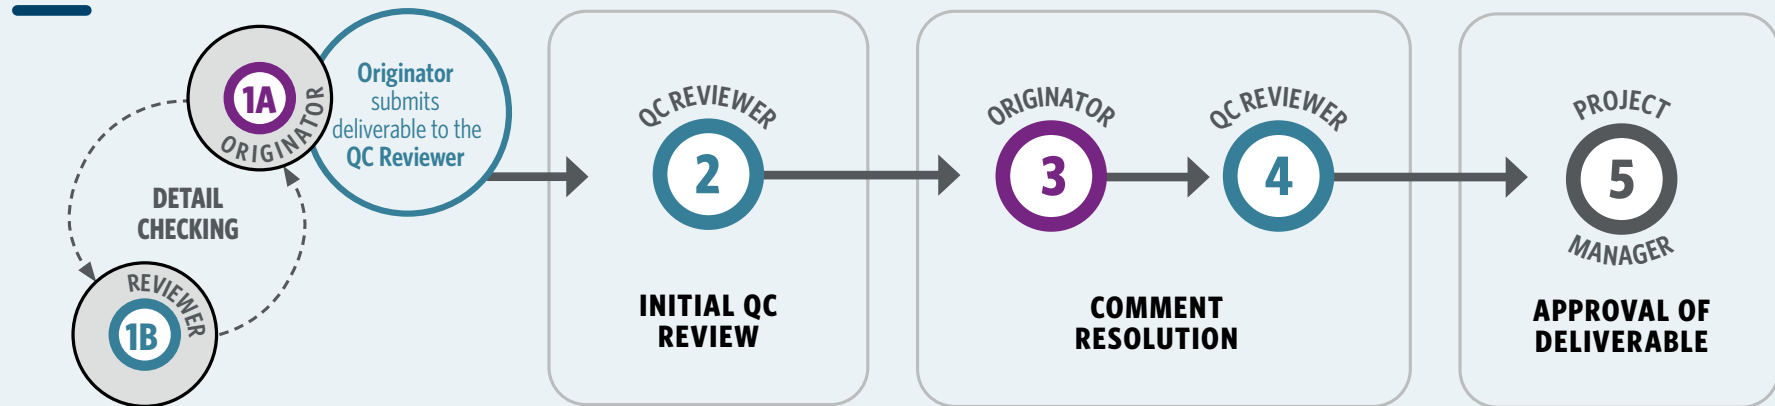 1A
ORIGINATOR
Originator
submits
deliverable to the
QC Reviewer
DETAIL
CHECKING
REVIEWER
1B
QC REVIEWER
2
INITIAL QC
REVIEW
ORIGINATOR
3
QC REVIEWER
4
COMMENT
RESOLUTION
PROJECT
5
MANAGER
APPROVAL OF
DELIVERABLE